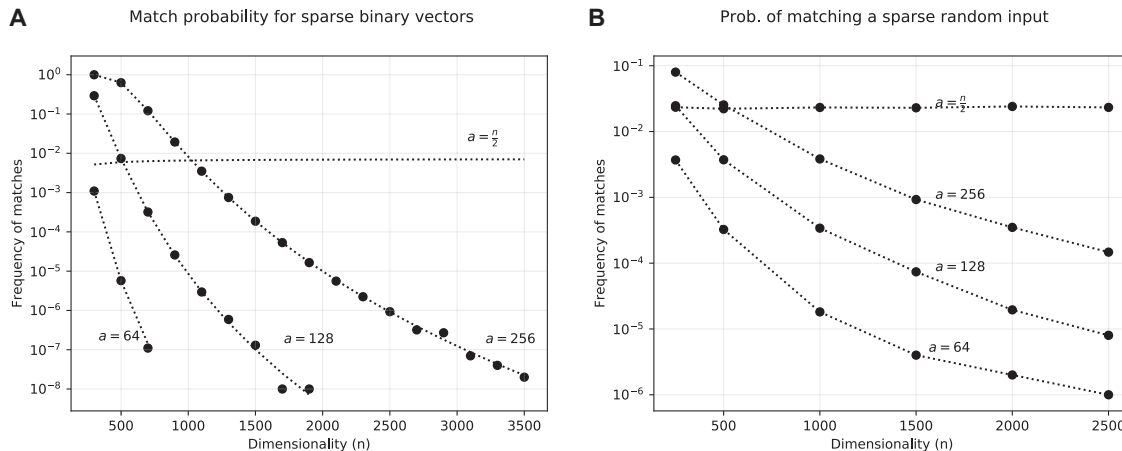 A
Match probability for sparse binary vectors
Frequency of matches
10⁰
10⁻¹
10⁻²
10⁻³
10⁻⁴
10⁻⁵
10⁻⁶
10⁻⁷
10⁻⁸
a = n/2
a = 64
a = 128
a = 256
500 1000 1500 2000 2500 3000 3500
Dimensionality (n)
B
Prob. of matching a sparse random input
Frequency of matches
10⁻¹
10⁻²
10⁻³
10⁻⁴
10⁻⁵
10⁻⁶
a = n/2
a = 256
a = 128
a = 64
500 1000 1500 2000 2500
Dimensionality (n)